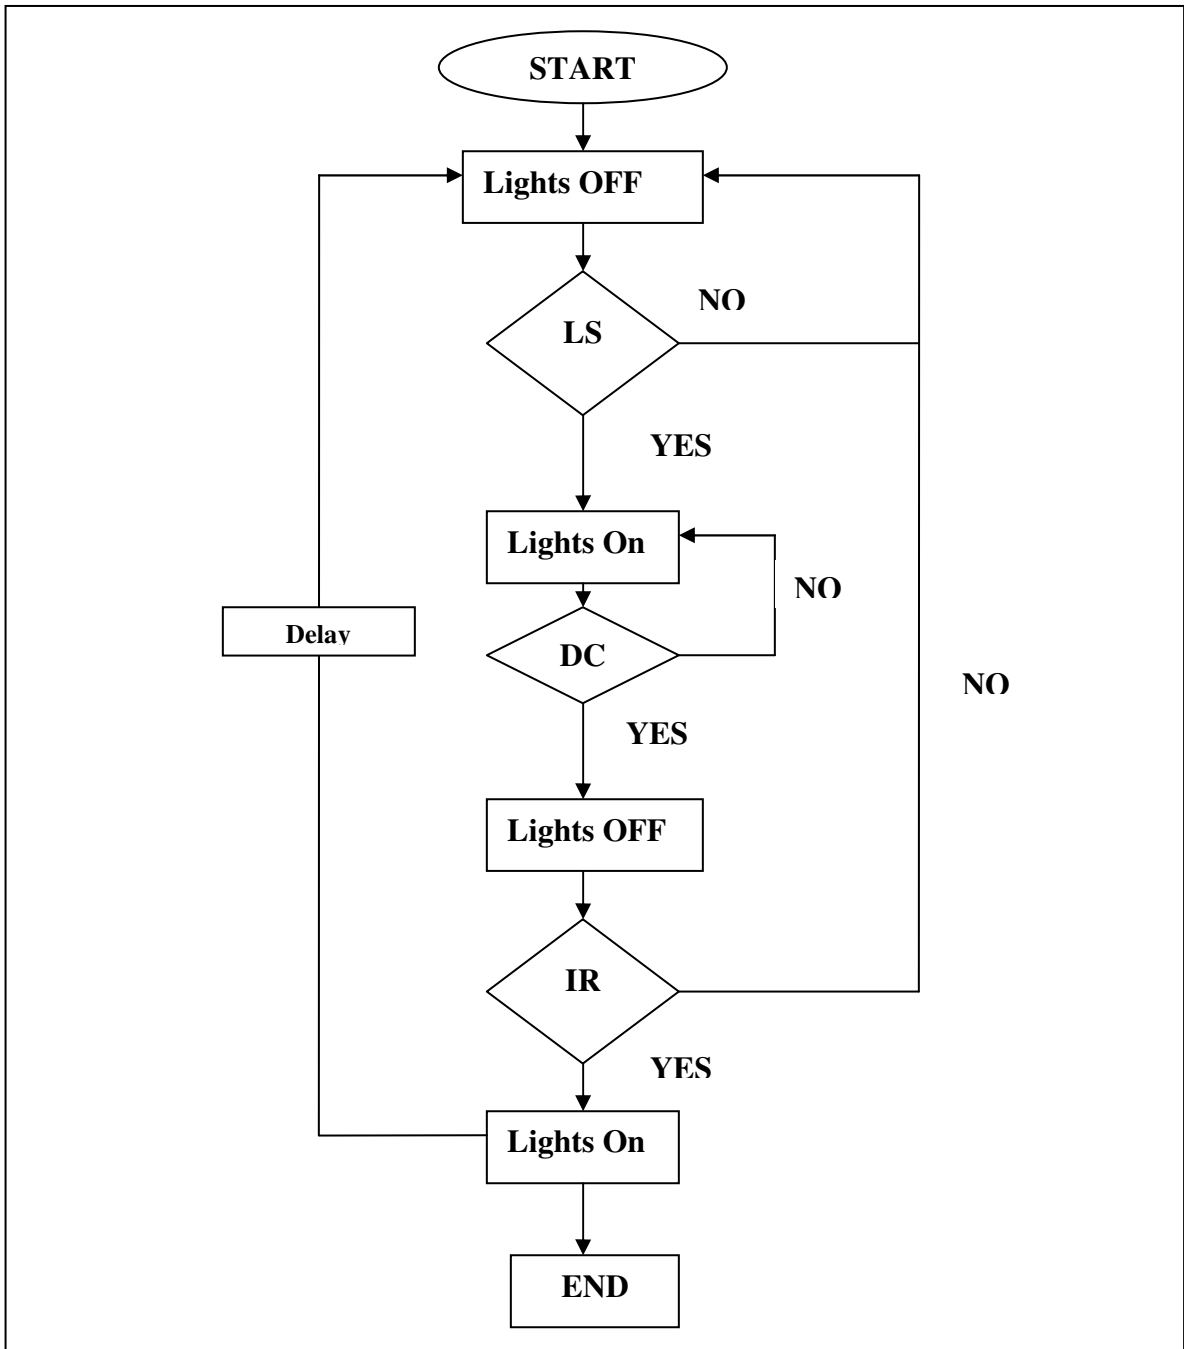 START
Lights OFF
NO
LS
YES
Lights On
NO
Delay
DC
NO
YES
Lights OFF
IR
YES
Lights On
END